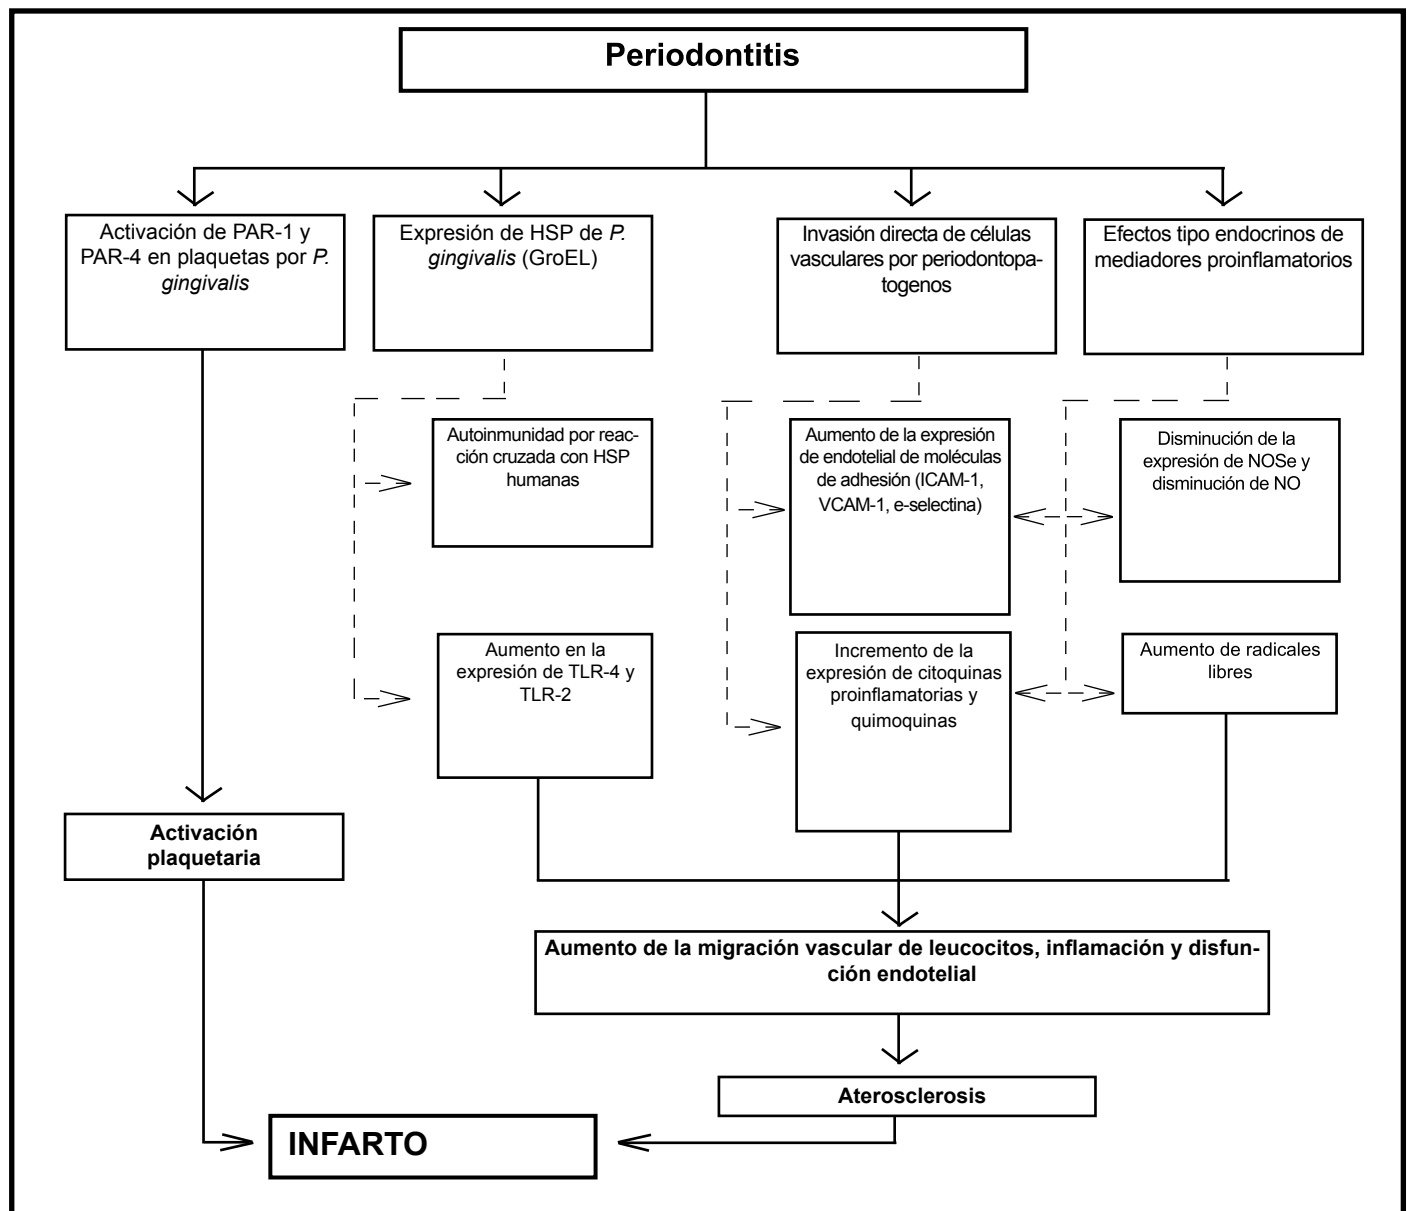 Periodontitis
Activación de PAR-1 y
PAR-4 en plaquetas por P.
gingivalis
Expresión de HSP de P.
gingivalis (GroEL)
Invasión directa de células
vasculares por periodontopa-
togenos
Efectos tipo endocrinos de
mediadores proinflamatorios
Autoinmunidad por reac-
ción cruzada con HSP
humanas
Aumento de la expresión
de endotelial de moléculas
de adhesión (ICAM-1,
VCAM-1, e-selectina)
Disminución de la
expresión de NOSe y
disminución de NO
Aumento en la
expresión de TLR-4 y
TLR-2
Incremento de la
expresión de citoquinas
proinflamatorias y
quimoquinas
Aumento de radicales
libres
Activación
plaquetaria
Aumento de la migración vascular de leucocitos, inflamación y disfun-
ción endotelial
Aterosclerosis
INFARTO